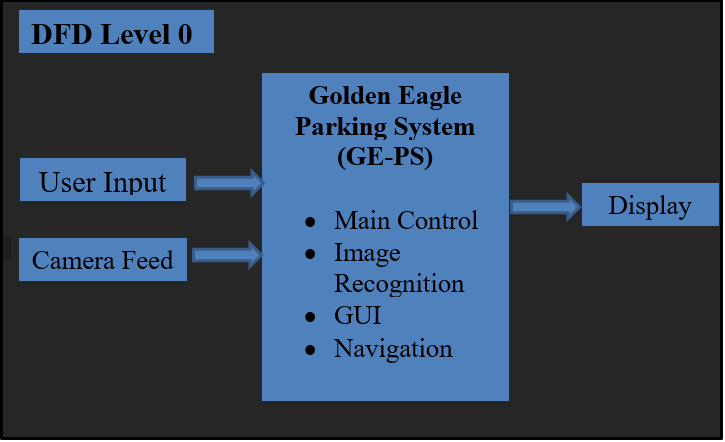 DFD Level 0
Golden Eagle
Parking System
(GE-PS)
User Input
Camera Feed
• Main Control
• Image
Recognition
• GUI
• Navigation
Display